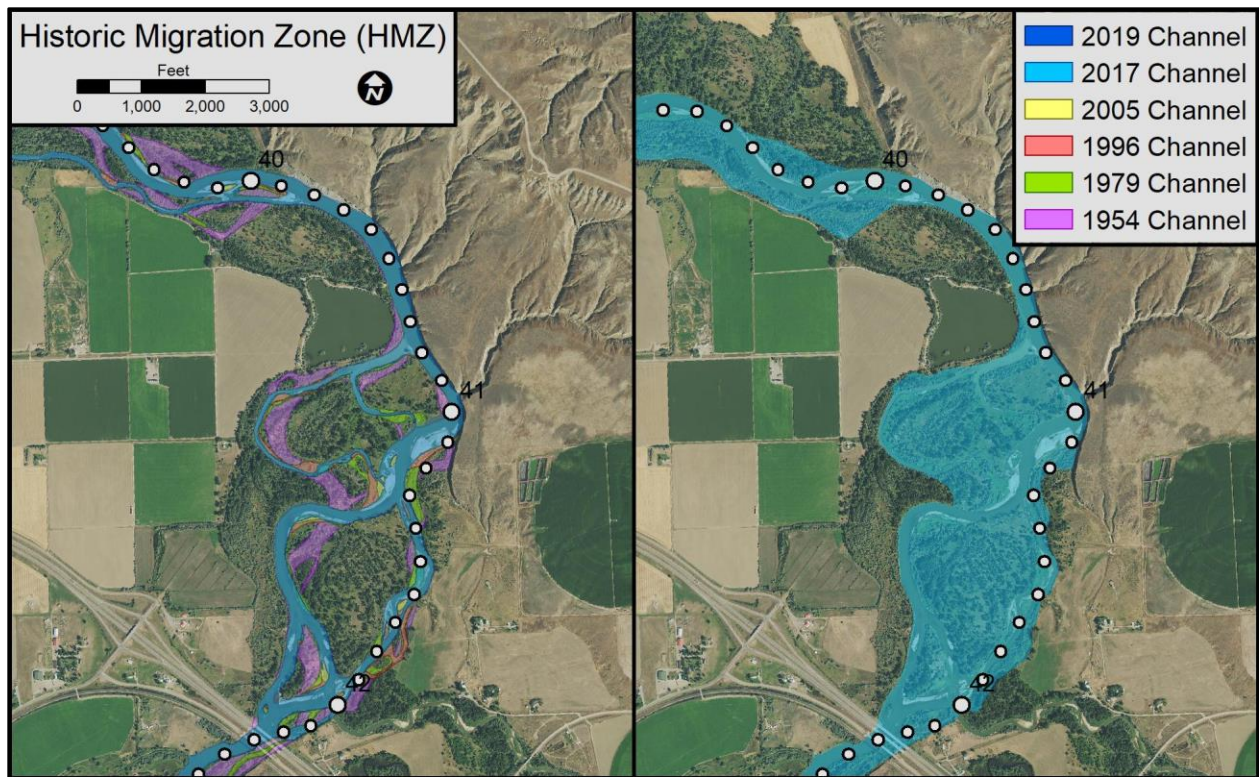 Historic Migration Zone (HMZ)
Feet
0 1,000 2,000 3,000
N
40
41
42
40
41
42
2019 Channel
2017 Channel
2005 Channel
1996 Channel
1979 Channel
1954 Channel